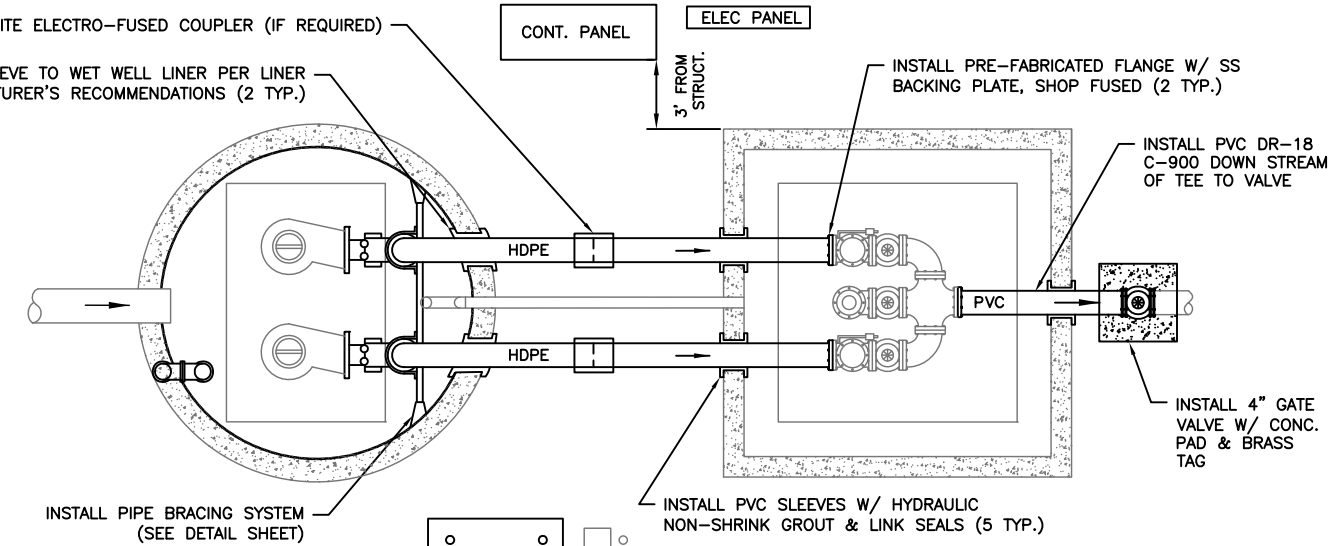 ITE ELECTRO-FUSED COUPLER (IF REQUIRED)
EVE TO WET WELL LINER PER LINER
TURER'S RECOMMENDATIONS (2 TYP.)
CONT. PANEL
ELEC PANEL
3' FROM
STRUCT.
INSTALL PRE-FABRICATED FLANGE W/ SS
BACKING PLATE, SHOP FUSED (2 TYP.)
INSTALL PVC DR-18
C-900 DOWN STREAM
OF TEE TO VALVE
HDPE
PVC
HDPE
INSTALL 4" GATE
VALVE W/ CONC.
PAD & BRASS
TAG
INSTALL PIPE BRACING SYSTEM
(SEE DETAIL SHEET)
INSTALL PVC SLEEVES W/ HYDRAULIC
NON-SHRINK GROUT & LINK SEALS (5 TYP.)